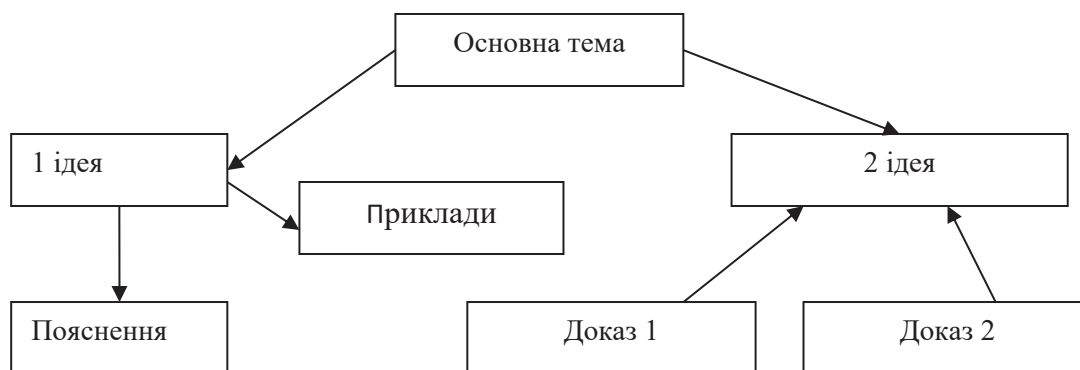 Основна тема
1 ідея
2 ідея
Приклади
Пояснення
Доказ 1
Доказ 2